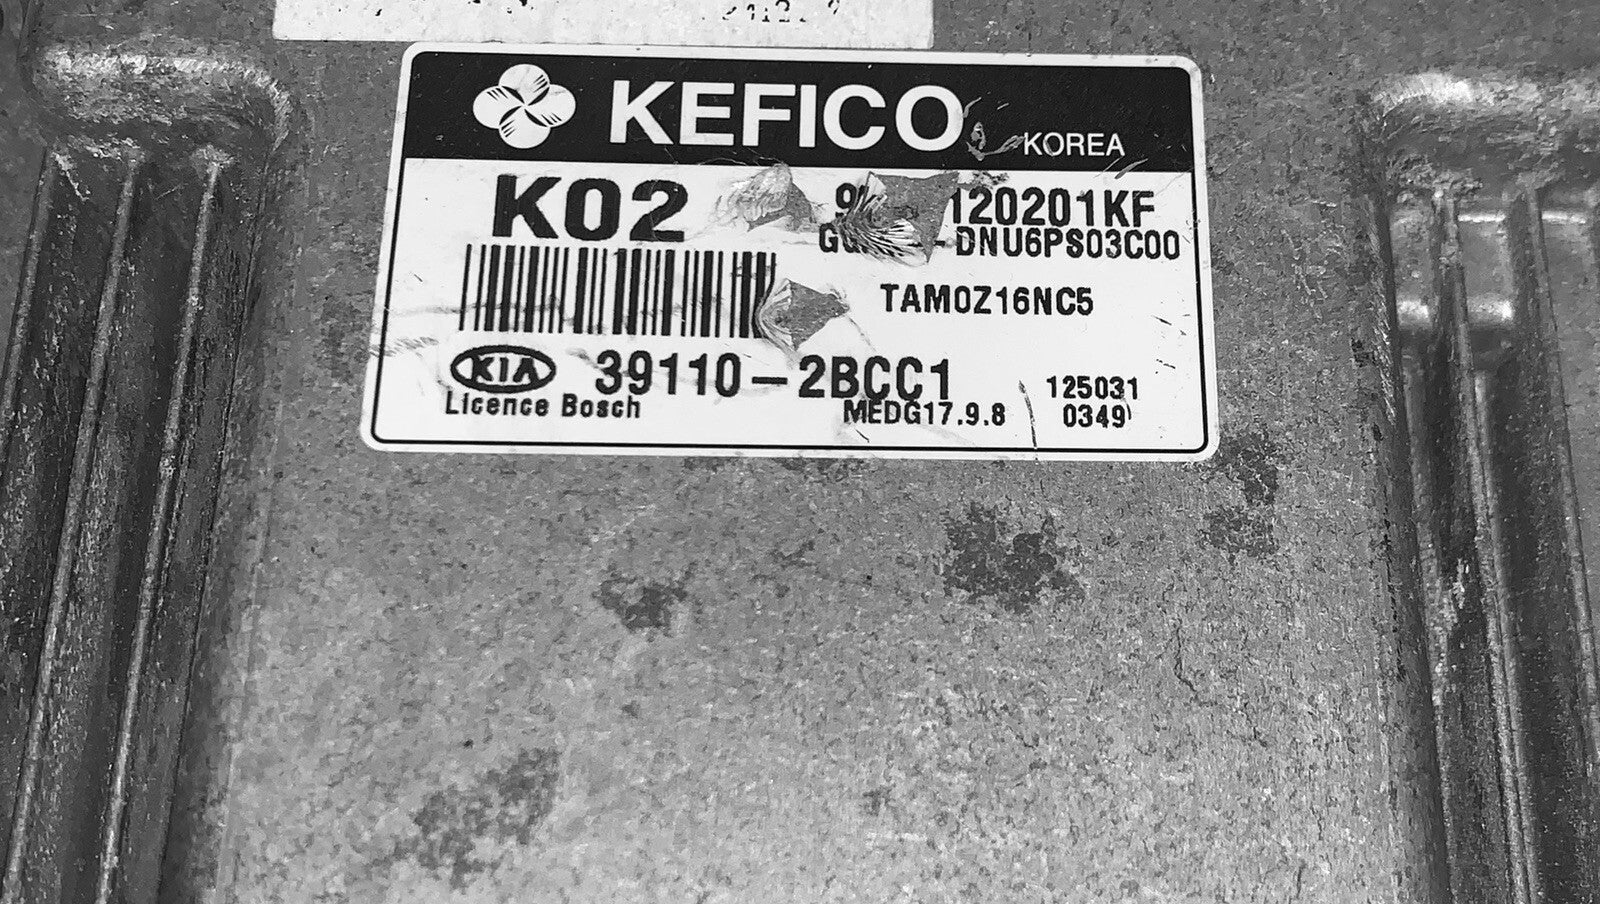 KEFICO KOREA
K02
120201KF
DNU6PS03C00
TAM0Z16NC5
KIA 39110-2BCC1 125031
Licence Bosch MEDG17.9.8 0349